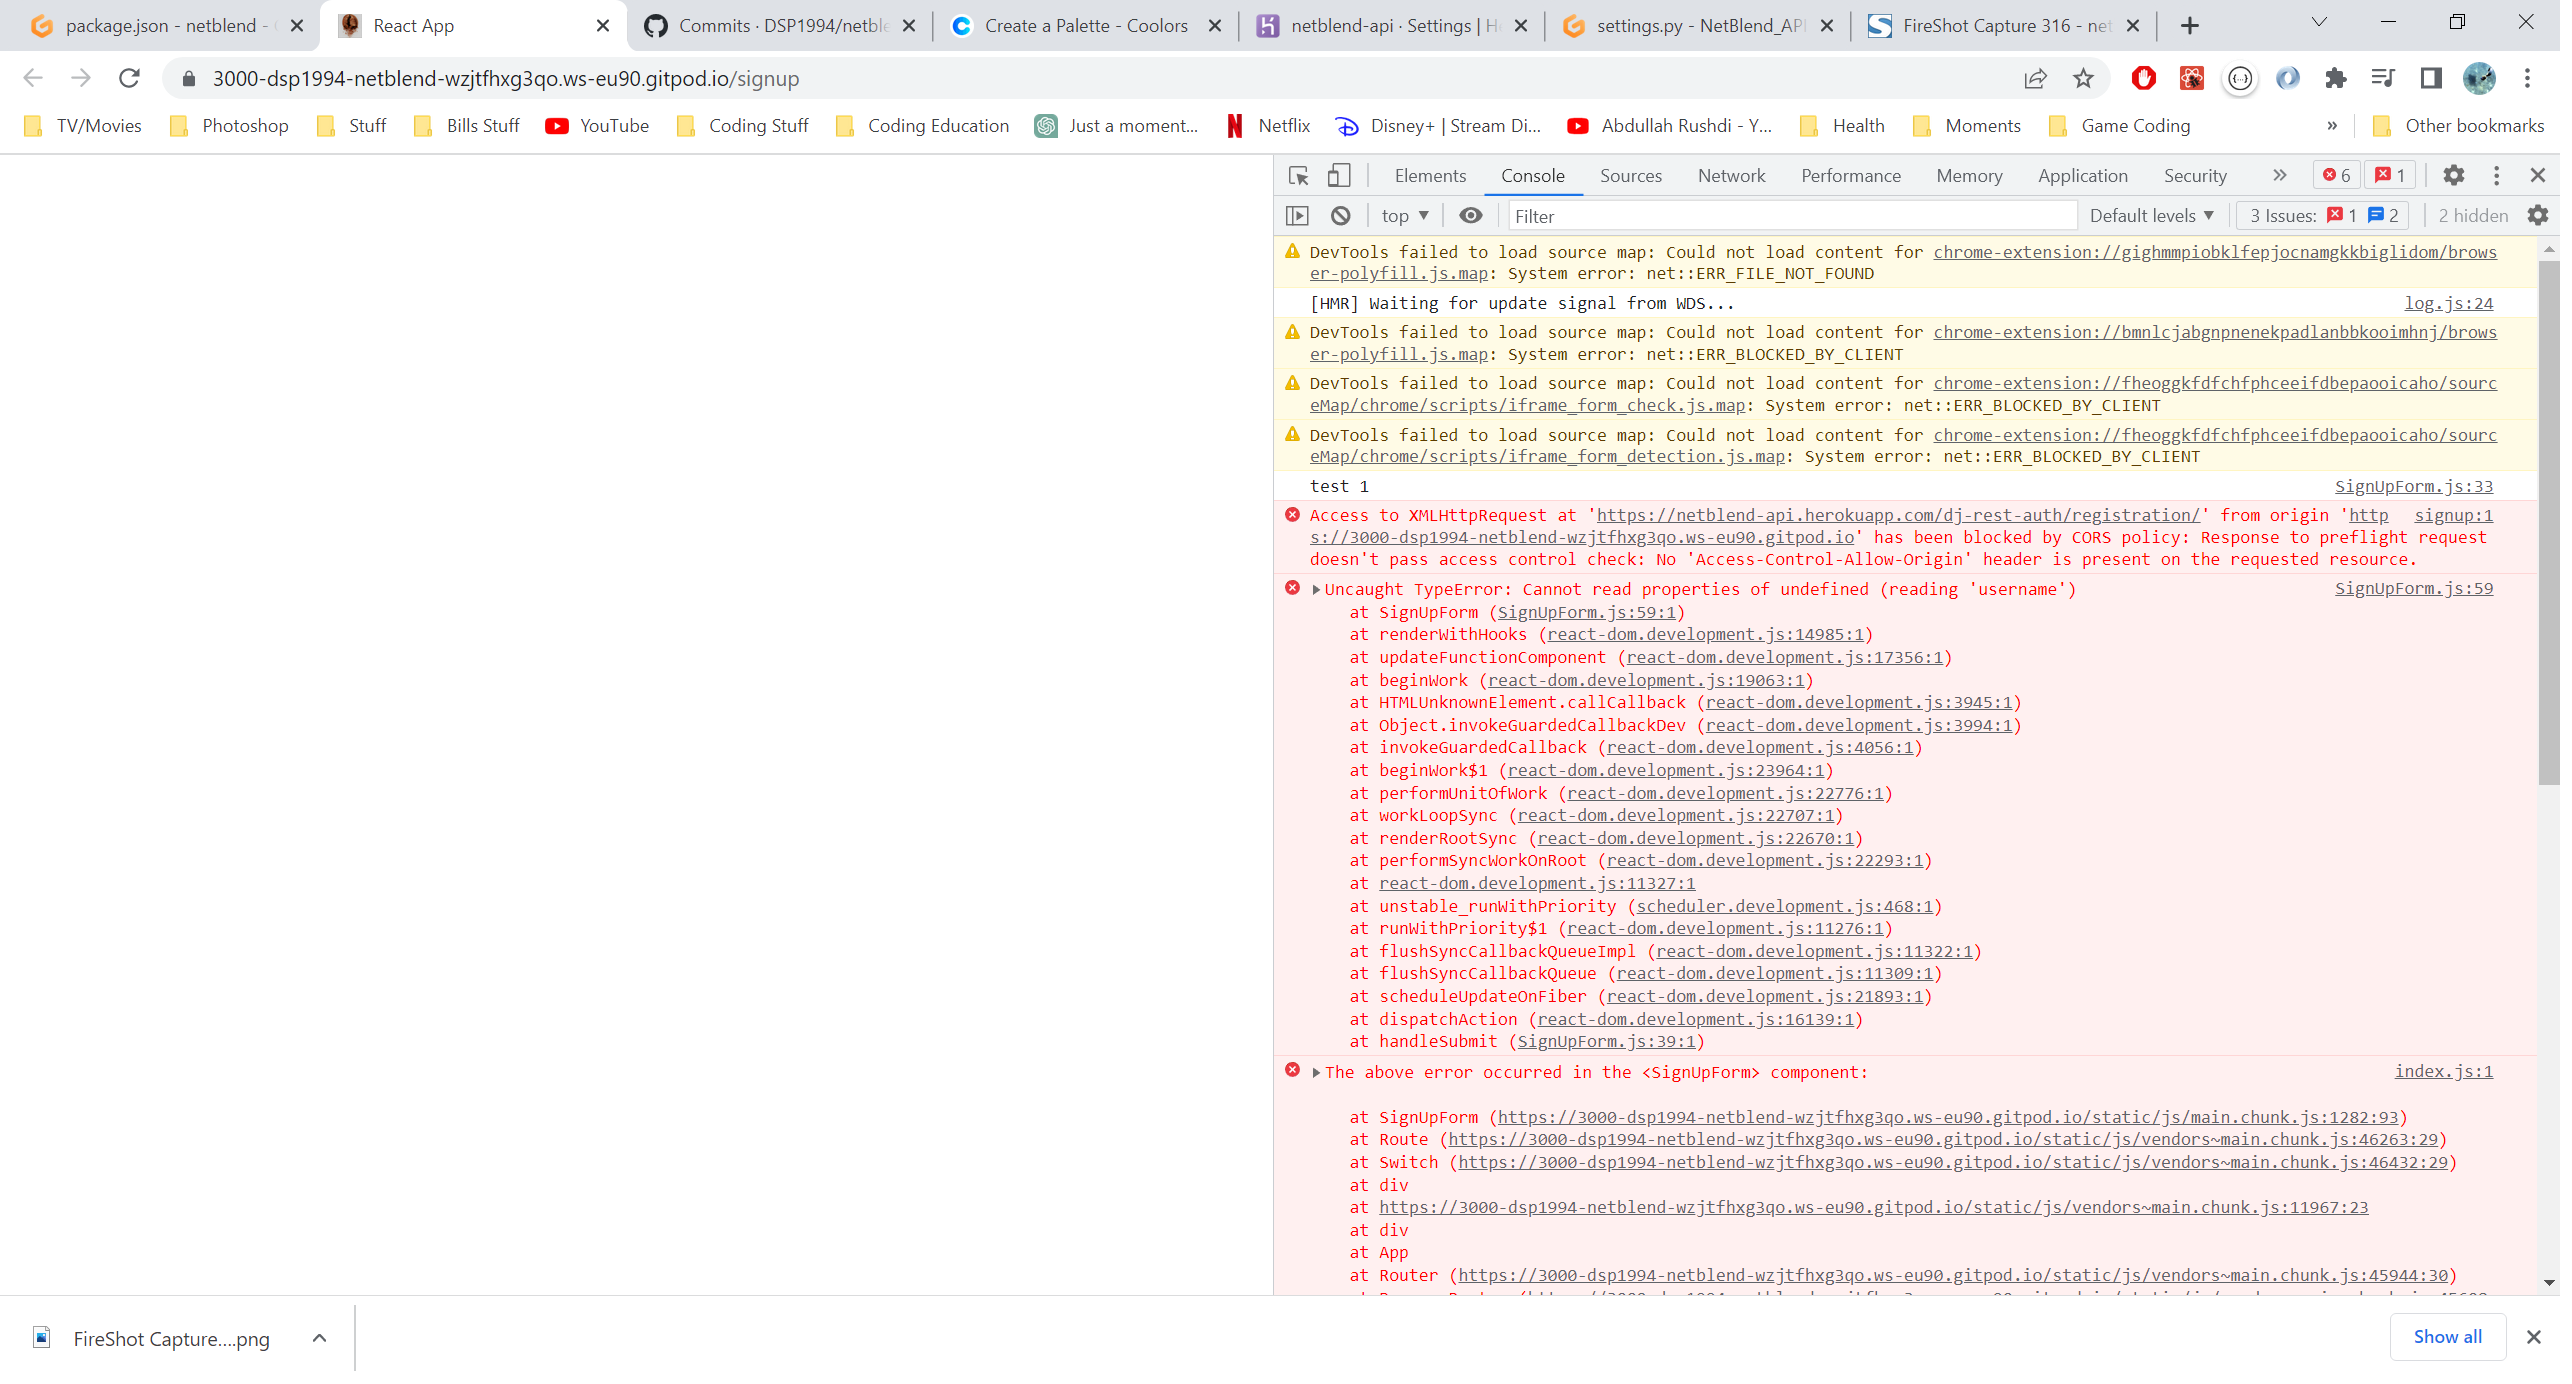 package.json - netblend - 
React App
Commits · DSP1994/netble
Create a Palette - Coolors
netblend-api · Settings | H
settings.py - NetBlend_API
FireShot Capture 316 - net
3000-dsp1994-netblend-wzjtfhxg3qo.ws-eu90.gitpod.io/signup
TV/Movies
Photoshop
Stuff
Bills Stuff
YouTube
Coding Stuff
Coding Education
Just a moment...
Netflix
Disney+ | Stream Di...
Abdullah Rushdi - Y...
Health
Moments
Game Coding
»
Other bookmarks
Elements Console Sources Network Performance Memory Application Security » 6 1
top Filter Default levels 3 Issues: 1 2 2 hidden
DevTools failed to load source map: Could not load content for chrome-extension://gighmmpiobklfepjocnamgkkbiglidom/brows
er-polyfill.js.map: System error: net::ERR_FILE_NOT_FOUND
[HMR] Waiting for update signal from WDS... log.js:24
DevTools failed to load source map: Could not load content for chrome-extension://bmnlcjabgnpnenekpadlanbbkooimhnj/brows
er-polyfill.js.map: System error: net::ERR_BLOCKED_BY_CLIENT
DevTools failed to load source map: Could not load content for chrome-extension://fheoggkfdfchfphceeifdbepaooicaho/sourc
eMap/chrome/scripts/iframe_form_check.js.map: System error: net::ERR_BLOCKED_BY_CLIENT
DevTools failed to load source map: Could not load content for chrome-extension://fheoggkfdfchfphceeifdbepaooicaho/sourc
eMap/chrome/scripts/iframe_form_detection.js.map: System error: net::ERR_BLOCKED_BY_CLIENT
test 1 SignUpForm.js:33
Access to XMLHttpRequest at 'https://netblend-api.herokuapp.com/dj-rest-auth/registration/' from origin 'http signup:1
s://3000-dsp1994-netblend-wzjtfhxg3qo.ws-eu90.gitpod.io' has been blocked by CORS policy: Response to preflight request
doesn't pass access control check: No 'Access-Control-Allow-Origin' header is present on the requested resource.
Uncaught TypeError: Cannot read properties of undefined (reading 'username') SignUpForm.js:59
at SignUpForm (SignUpForm.js:59:1)
at renderWithHooks (react-dom.development.js:14985:1)
at updateFunctionComponent (react-dom.development.js:17356:1)
at beginWork (react-dom.development.js:19063:1)
at HTMLUnknownElement.callCallback (react-dom.development.js:3945:1)
at Object.invokeGuardedCallbackDev (react-dom.development.js:3994:1)
at invokeGuardedCallback (react-dom.development.js:4056:1)
at beginWork$1 (react-dom.development.js:23964:1)
at performUnitOfWork (react-dom.development.js:22776:1)
at workLoopSync (react-dom.development.js:22707:1)
at renderRootSync (react-dom.development.js:22670:1)
at performSyncWorkOnRoot (react-dom.development.js:22293:1)
at react-dom.development.js:11327:1
at unstable_runWithPriority (scheduler.development.js:468:1)
at runWithPriority$1 (react-dom.development.js:11276:1)
at flushSyncCallbackQueueImpl (react-dom.development.js:11322:1)
at flushSyncCallbackQueue (react-dom.development.js:11309:1)
at scheduleUpdateOnFiber (react-dom.development.js:21893:1)
at dispatchAction (react-dom.development.js:16139:1)
at handleSubmit (SignUpForm.js:39:1)
The above error occurred in the <SignUpForm> component: index.js:1
at SignUpForm (https://3000-dsp1994-netblend-wzjtfhxg3qo.ws-eu90.gitpod.io/static/js/main.chunk.js:1282:93)
at Route (https://3000-dsp1994-netblend-wzjtfhxg3qo.ws-eu90.gitpod.io/static/js/vendors~main.chunk.js:46263:29)
at Switch (https://3000-dsp1994-netblend-wzjtfhxg3qo.ws-eu90.gitpod.io/static/js/vendors~main.chunk.js:46432:29)
at div
at https://3000-dsp1994-netblend-wzjtfhxg3qo.ws-eu90.gitpod.io/static/js/vendors~main.chunk.js:11967:23
at div
at App
at Router (https://3000-dsp1994-netblend-wzjtfhxg3qo.ws-eu90.gitpod.io/static/js/vendors~main.chunk.js:45944:30)
FireShot Capture....png
Show all